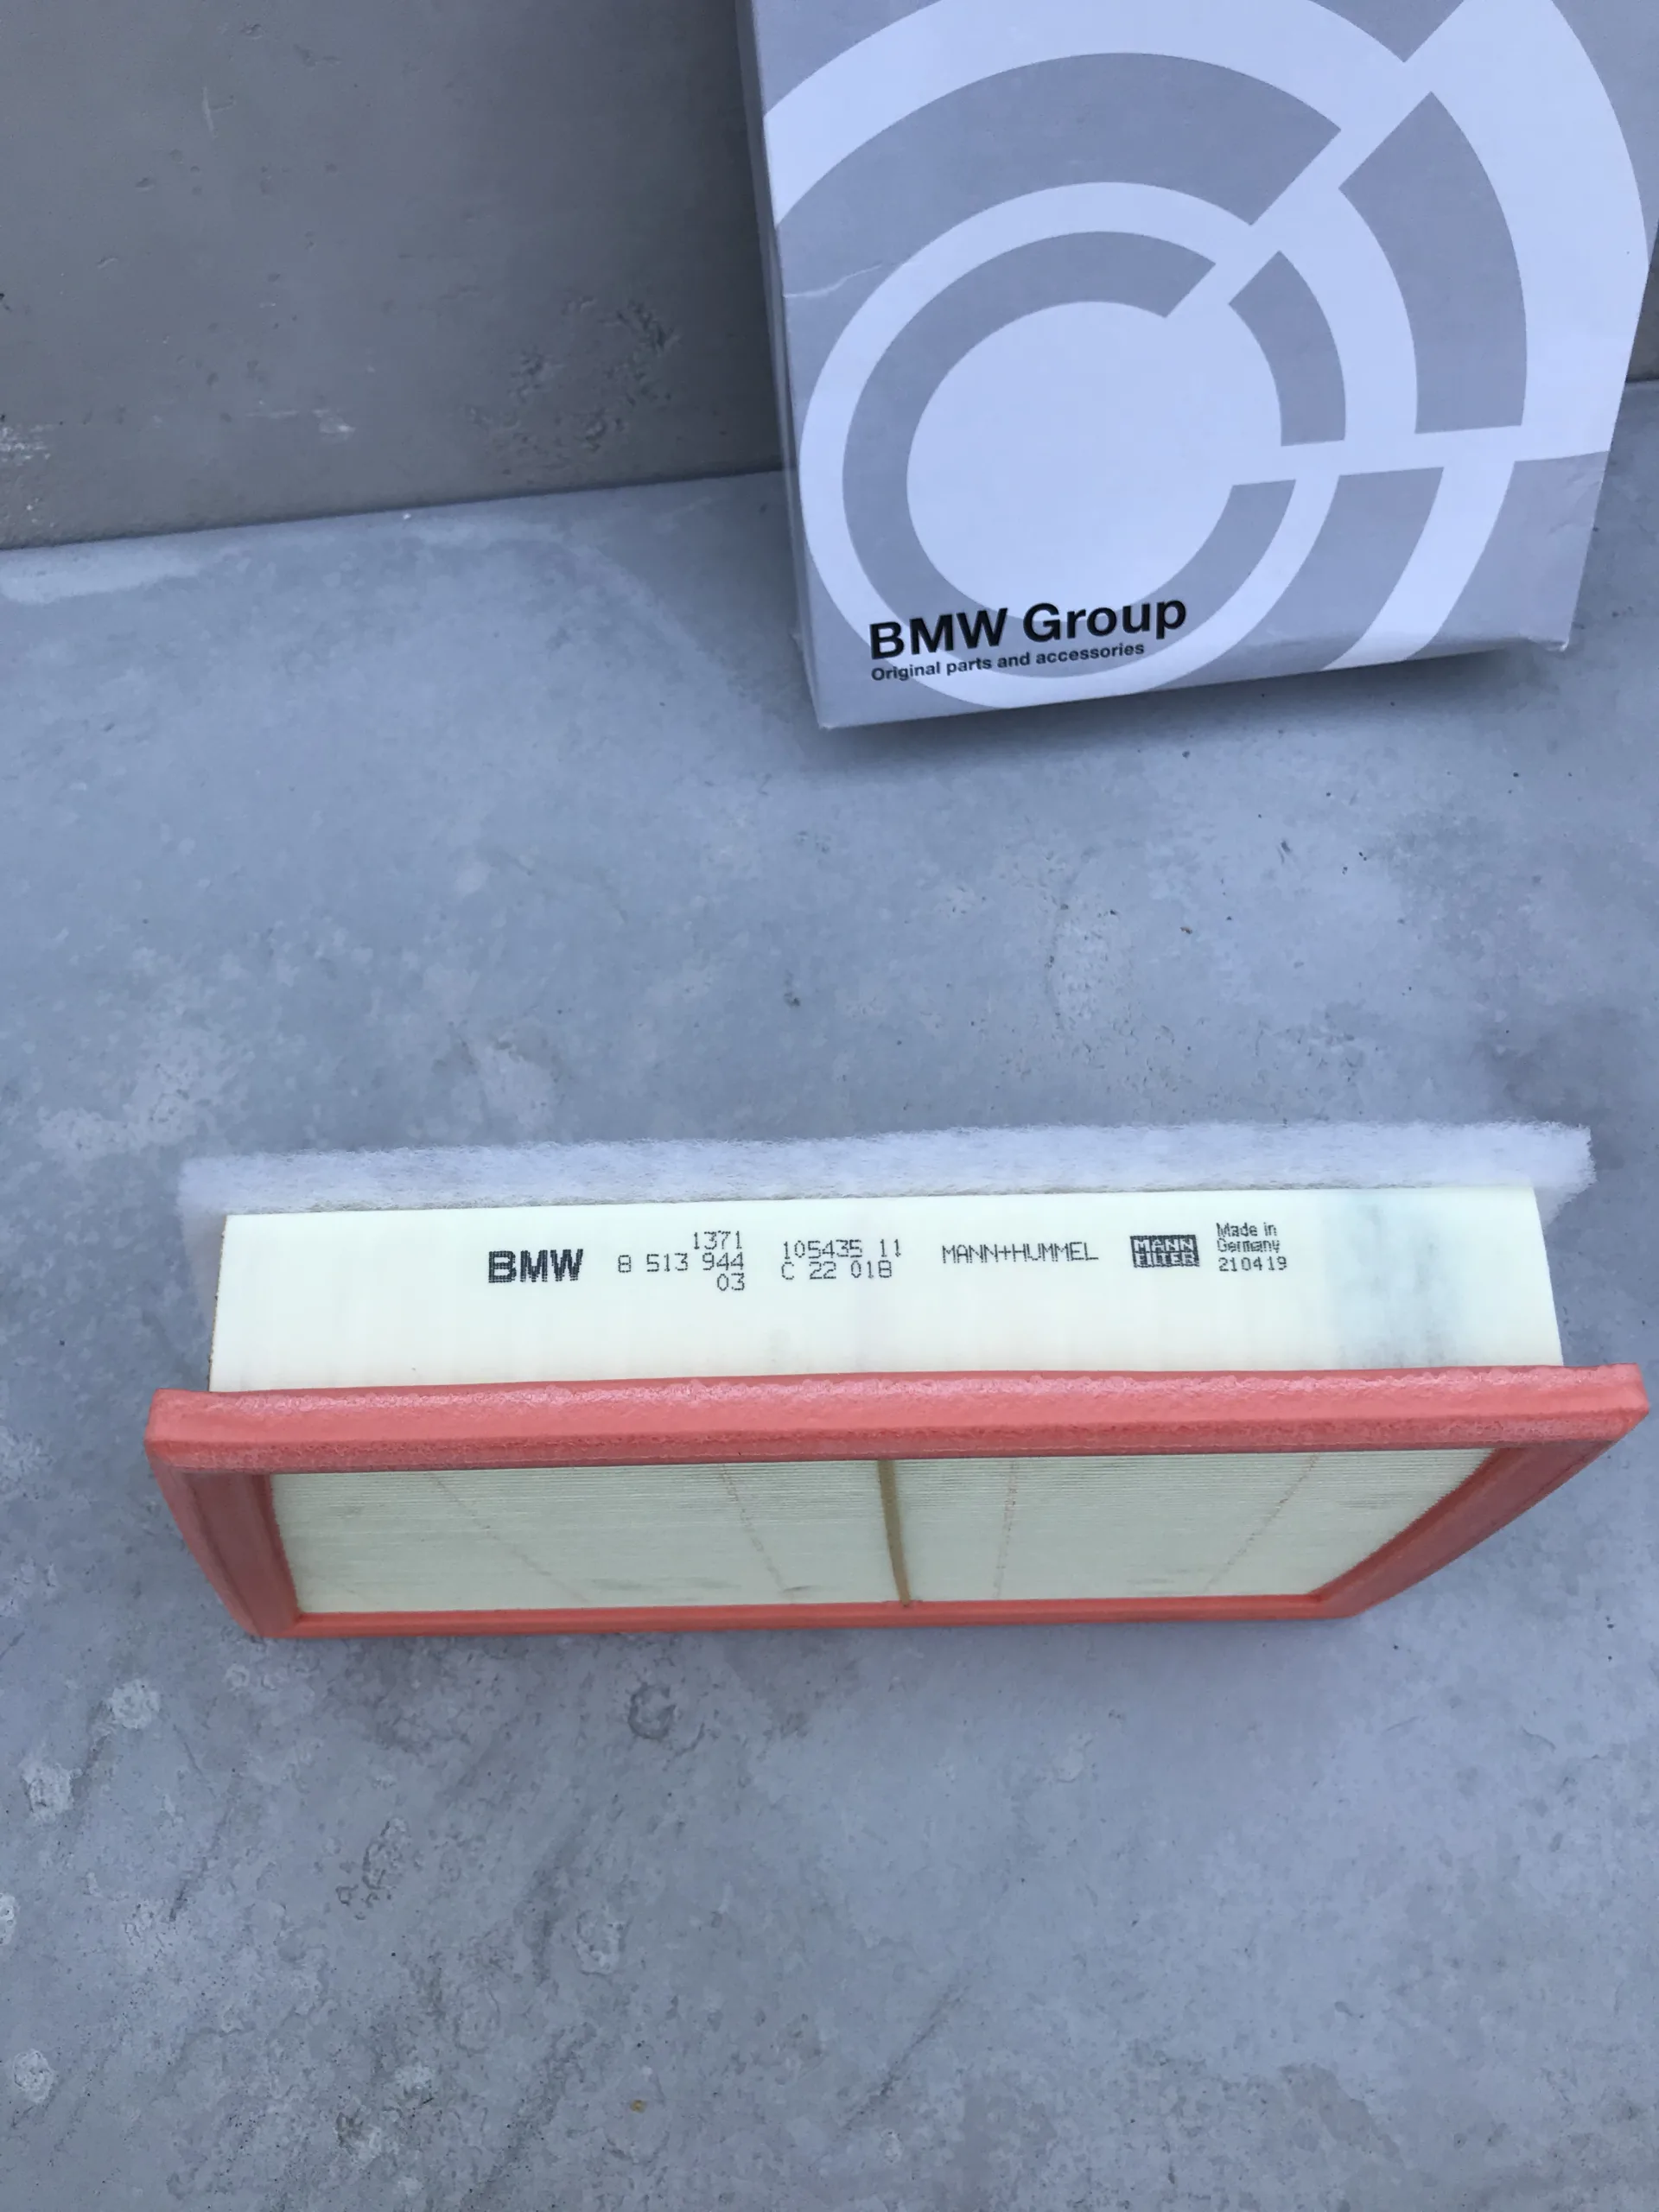 BMW Group
Original parts and accessories
BMW
1371
8 513 944
03
105435 11
C 22 018
MANN+HUMMEL
MANN
FILTER
Made in
Germany
210419